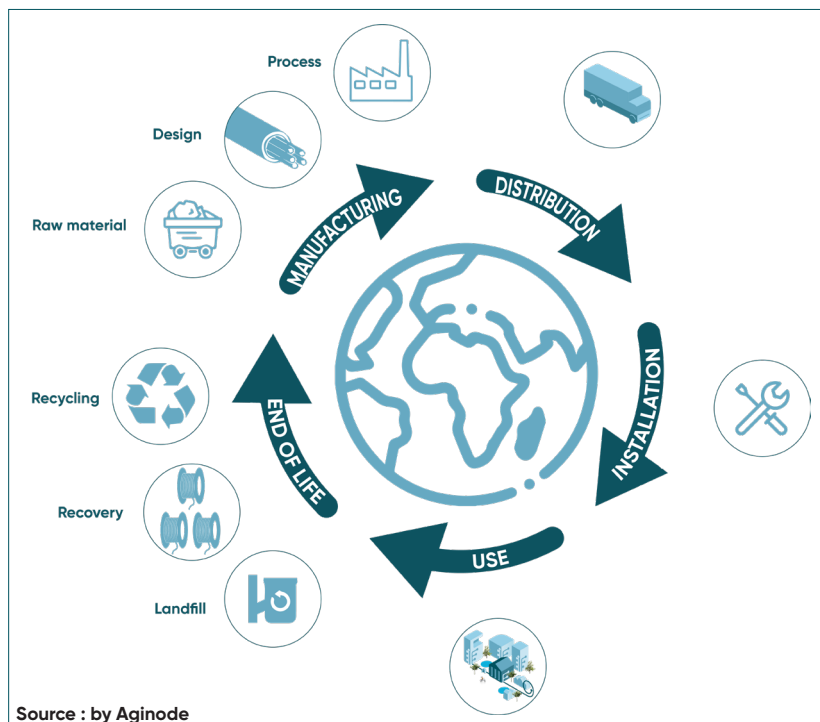 Process
Design
Raw material
MANUFACTURING
DISTRIBUTION
INSTALLATION
USE
END OF LIFE
Recycling
Recovery
Landfill
Source : by Aginode